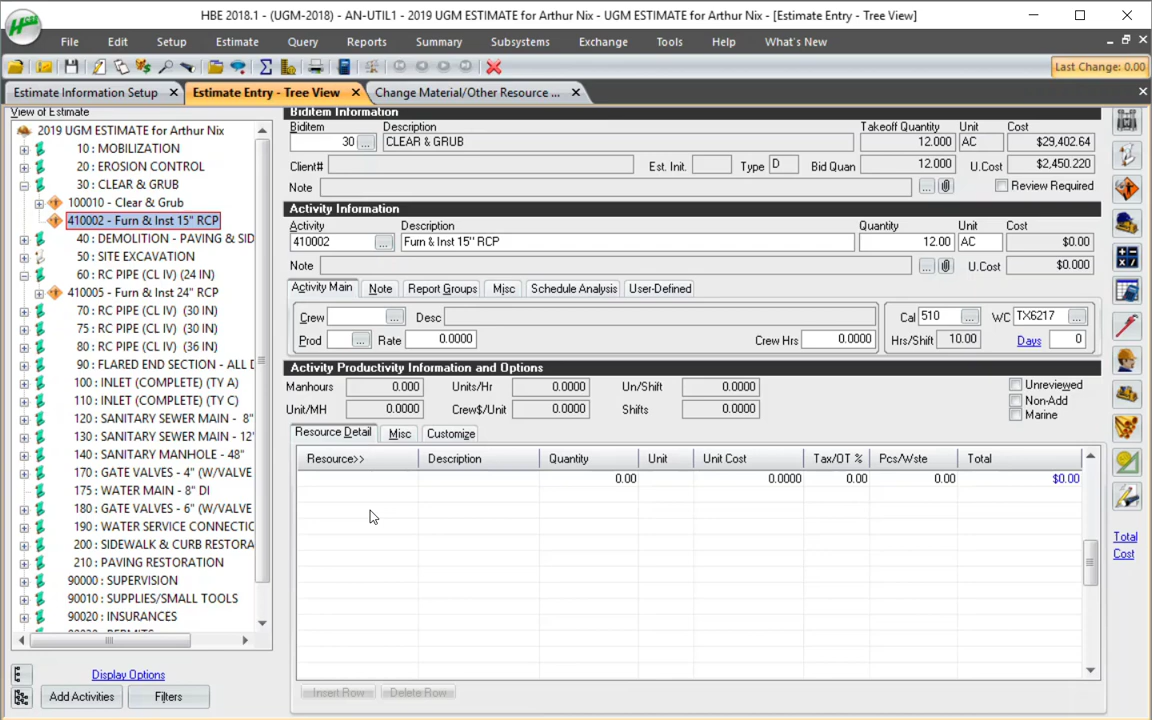 HBE 2018.1 - (UGM-2018) - AN-UTIL1 - 2019 UGM ESTIMATE for Arthur Nix - UGM ESTIMATE for Arthur Nix - [Estimate Entry - Tree View]
File Edit Setup Estimate Query Reports Summary Subsystems Exchange Tools Help What's New
Last Change: 0.00
Estimate Information Setup Estimate Entry - Tree View Change Material/Other Resource ...
View of Estimate
2019 UGM ESTIMATE for Arthur Nix
10 : MOBILIZATION
20 : EROSION CONTROL
30 : CLEAR & GRUB
100010 - Clear & Grub
410002 - Furn & Inst 15" RCP
40 : DEMOLITION - PAVING & SID
50 : SITE EXCAVATION
60 : RC PIPE (CL IV) (24 IN)
410005 - Furn & Inst 24" RCP
70 : RC PIPE (CL IV) (30 IN)
75 : RC PIPE (CL IV) (30 IN)
80 : RC PIPE (CL IV) (36 IN)
90 : FLARED END SECTION - ALL D
100 : INLET (COMPLETE) (TY A)
110 : INLET (COMPLETE) (TY C)
120 : SANITARY SEWER MAIN - 8"
130 : SANITARY SEWER MAIN - 12"
140 : SANITARY MANHOLE - 48"
170 : GATE VALVES - 4" (W/VALVE
175 : WATER MAIN - 8" DI
180 : GATE VALVES - 6" (W/VALVE
190 : WATER SERVICE CONNECTIC
200 : SIDEWALK & CURB RESTORA
210 : PAVING RESTORATION
90000 : SUPERVISION
90010 : SUPPLIES/SMALL TOOLS
90020 : INSURANCES
Display Options
Add Activities Filters
Biditem Information
Biditem Description Takeoff Quantity Unit Cost
30 ... CLEAR & GRUB 12.000 AC $29,402.64
Client# Est. Init. Type D Bid Quan 12.000 U.Cost $2,450.220
Note ... Review Required
Activity Information
Activity Description Quantity Unit Cost
410002 ... Furn & Inst 15" RCP 12.00 AC $0.00
Note ... U.Cost $0.000
Activity Main Note Report Groups Misc Schedule Analysis User-Defined
Crew ... Desc Cal 510 ... WC TX6217 ...
Prod ... Rate 0.0000 Crew Hrs 0.0000 Hrs/Shift 10.00 Days 0
Activity Productivity Information and Options
Manhours 0.000 Units/Hr 0.0000 Un/Shift 0.0000 Unreviewed
Non-Add
Unit/MH 0.0000 Crew$/Unit 0.0000 Shifts 0.0000 Marine
Resource Detail Misc Customize
Resource>> Description Quantity Unit Unit Cost Tax/OT % Pcs/Wste Total
0.00 0.0000 0.00 0.00 $0.00
Insert Row Delete Row
Total
Cost